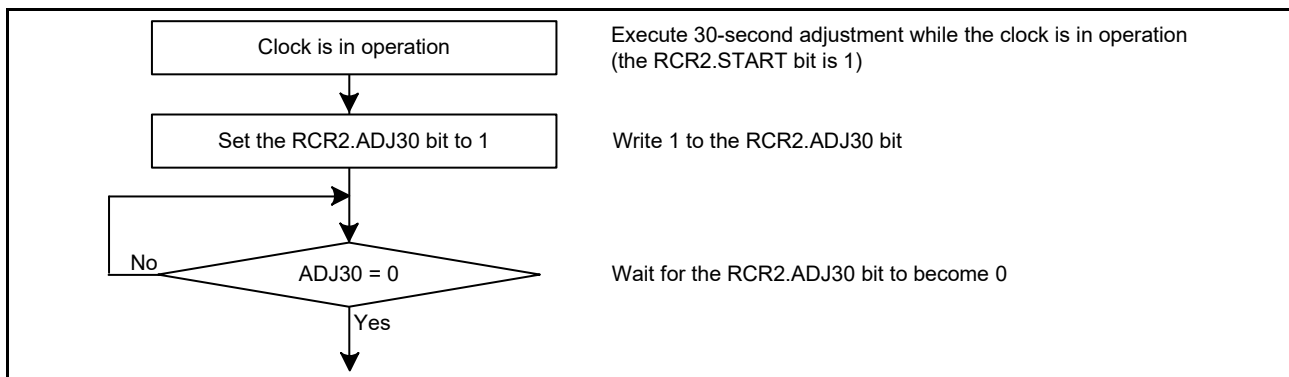 Clock is in operation
Execute 30-second adjustment while the clock is in operation
(the RCR2.START bit is 1)
Set the RCR2.ADJ30 bit to 1
Write 1 to the RCR2.ADJ30 bit
No
ADJ30 = 0
Wait for the RCR2.ADJ30 bit to become 0
Yes